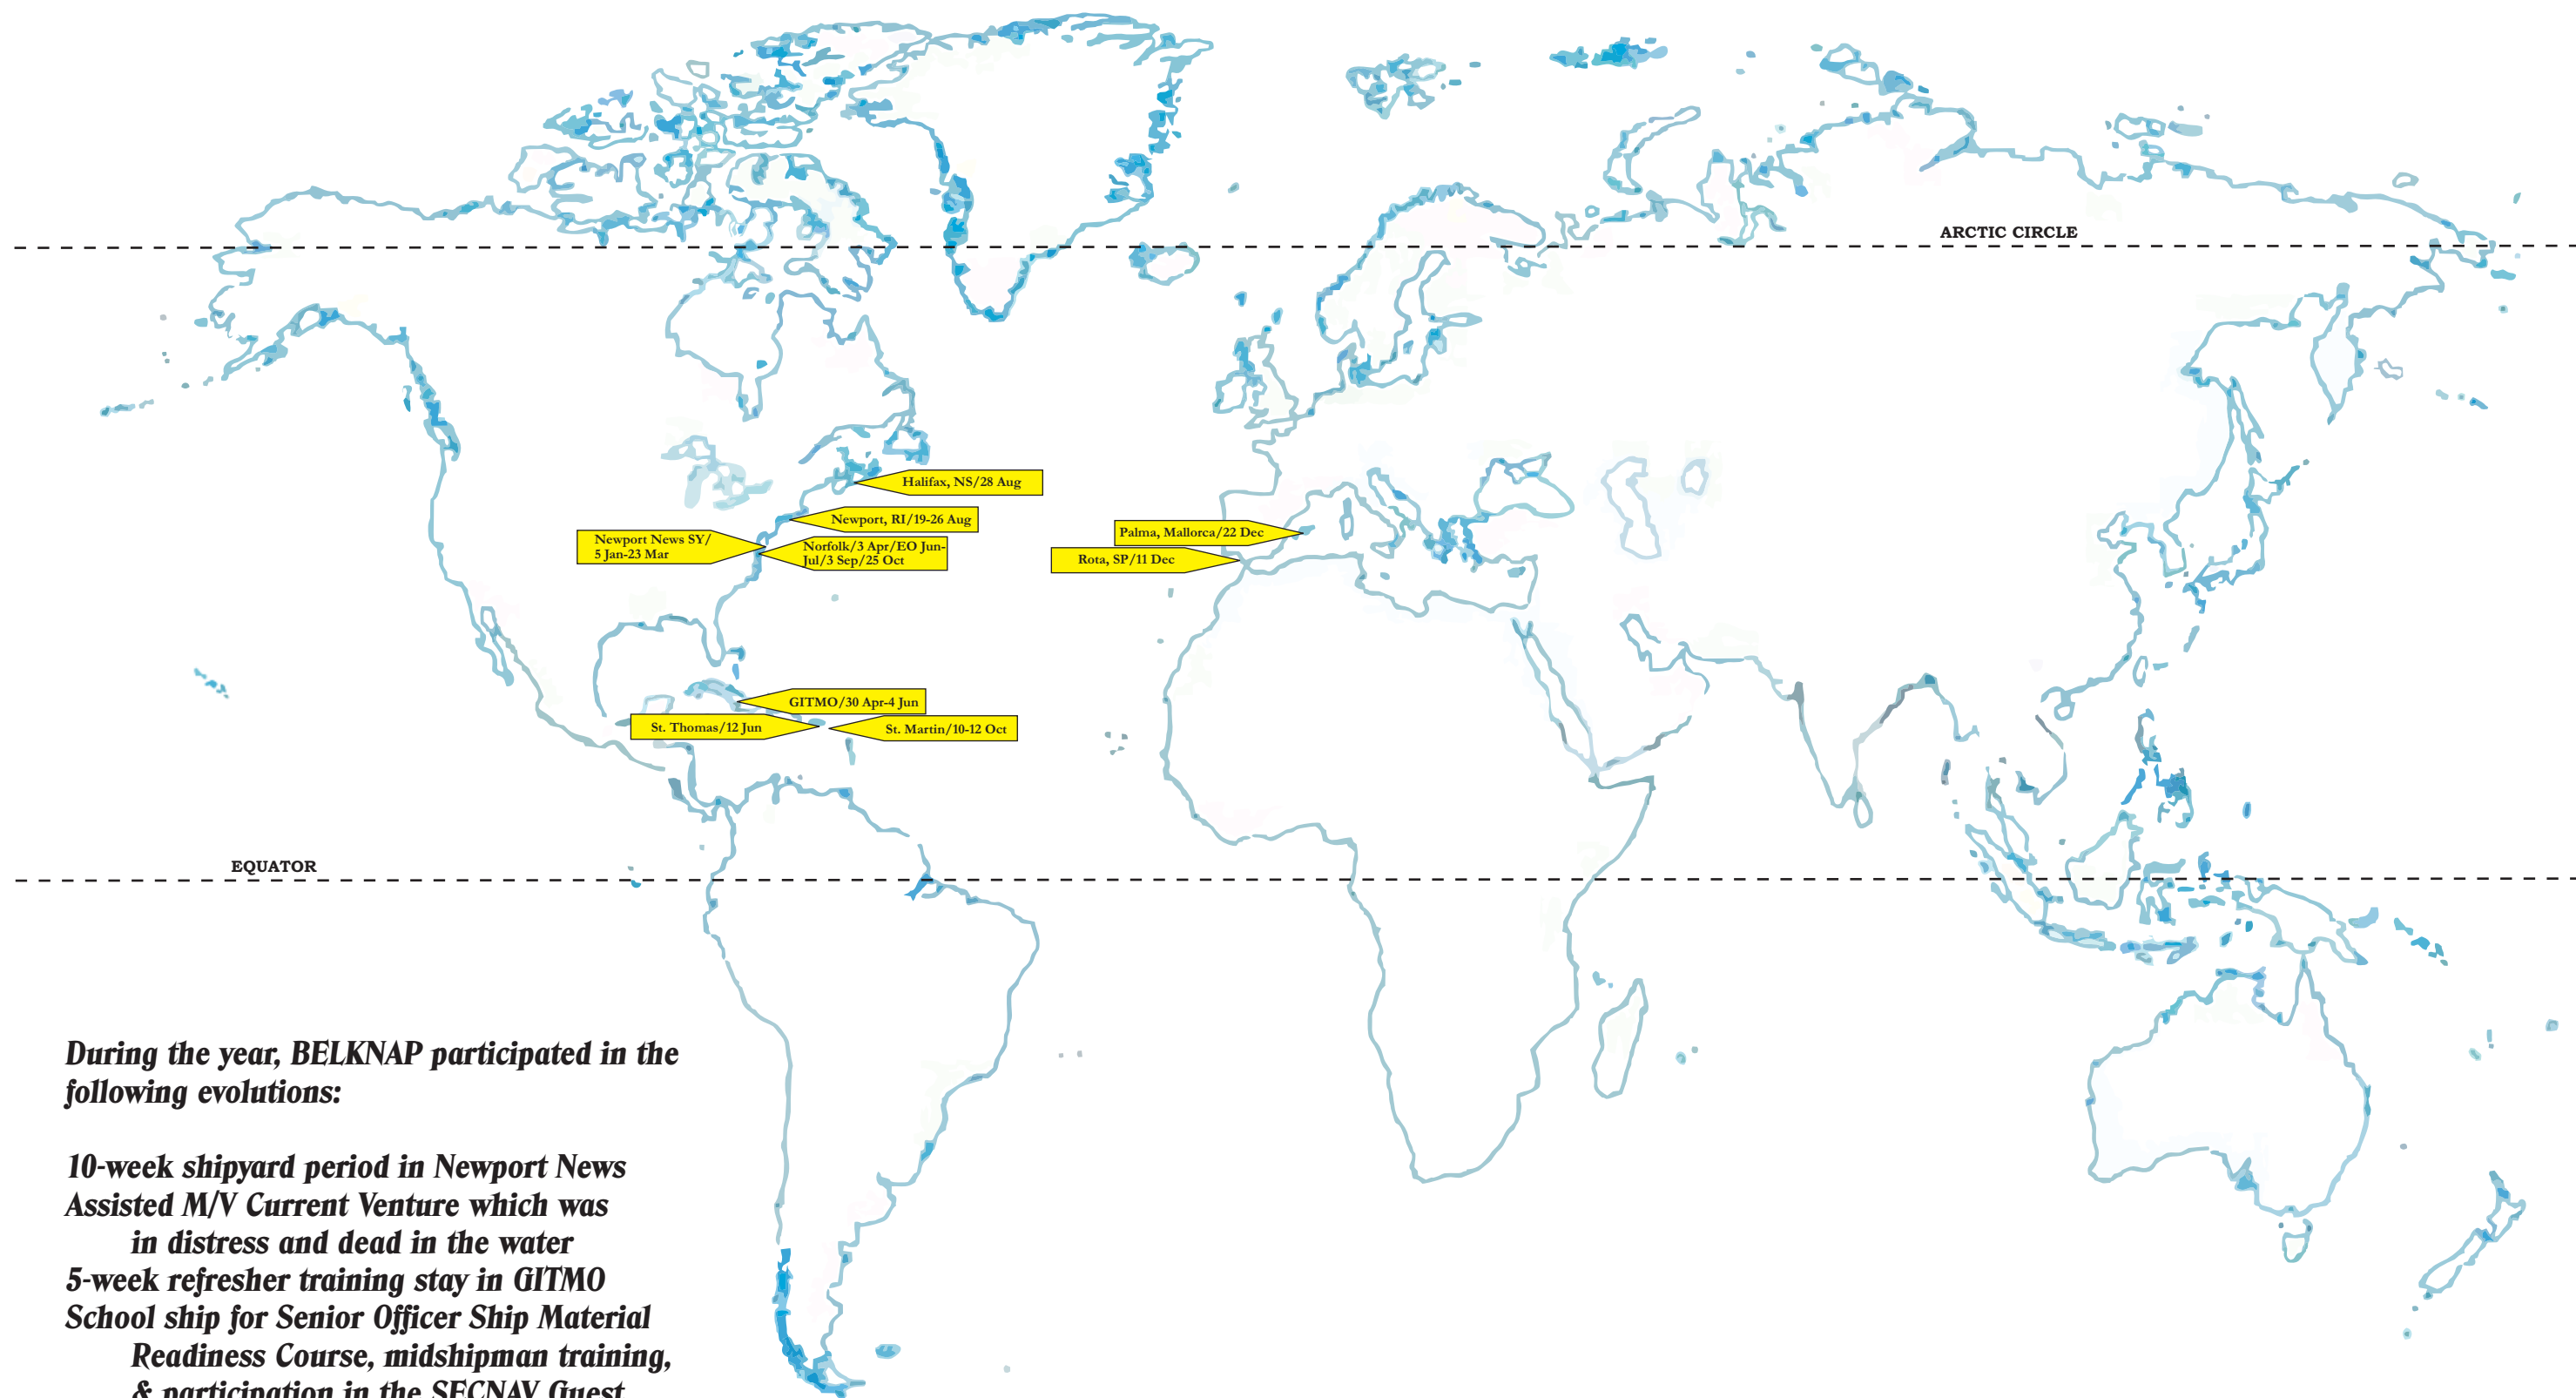 ARCTIC CIRCLE
Halifax, NS/28 Aug
Newport, RI/19-26 Aug
Newport News SY/
5 Jan-23 Mar
Norfolk/3 Apr/EO Jun-
Jul/3 Sep/25 Oct
Palma, Mallorca/22 Dec
Rota, SP/11 Dec
GITMO/30 Apr-4 Jun
St. Thomas/12 Jun
St. Martin/10-12 Oct
EQUATOR
During the year, BELKNAP participated in the
following evolutions:
10-week shipyard period in Newport News
Assisted M/V Current Venture which was
in distress and dead in the water
5-week refresher training stay in GITMO
School ship for Senior Officer Ship Material
Readiness Course, midshipman training,
& participation in the SECNAV Guest